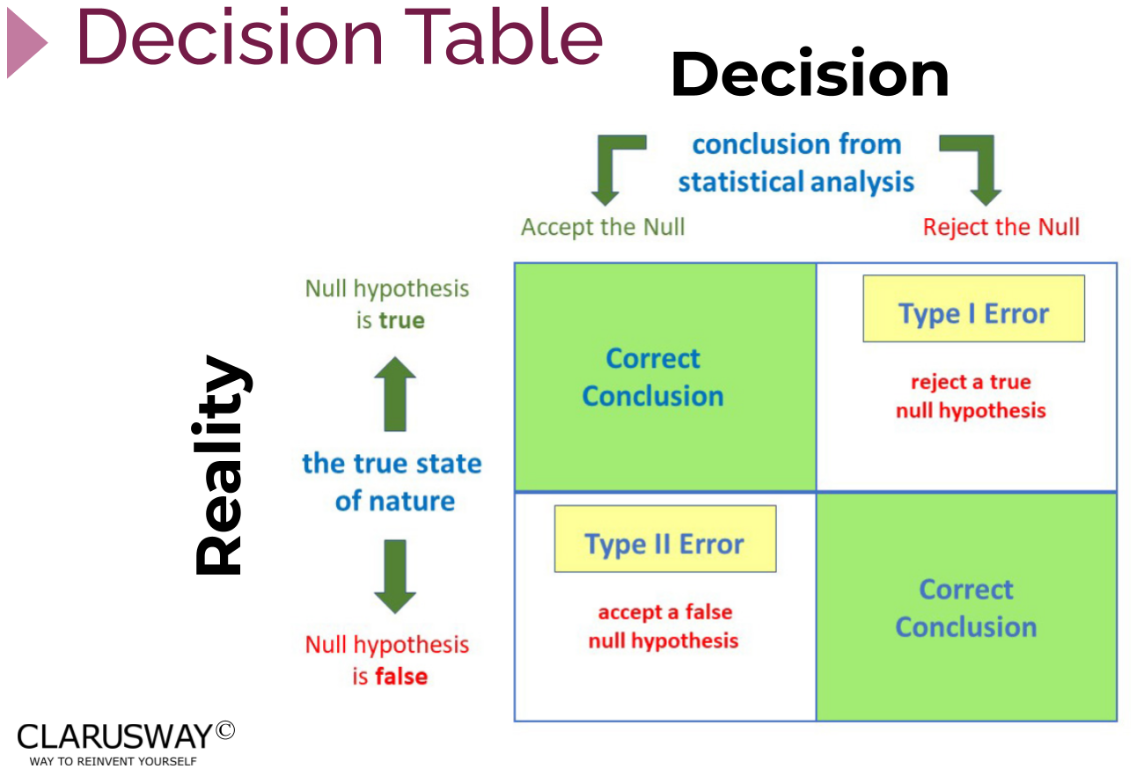 Decision Table
Decision
conclusion from
statistical analysis
Accept the Null
Reject the Null
Null hypothesis
is true
Reality
the true state
of nature
Null hypothesis
is false
Correct
Conclusion
Type I Error
reject a true
null hypothesis
Type II Error
accept a false
null hypothesis
Correct
Conclusion
CLARUSWAY©
WAY TO REINVENT YOURSELF